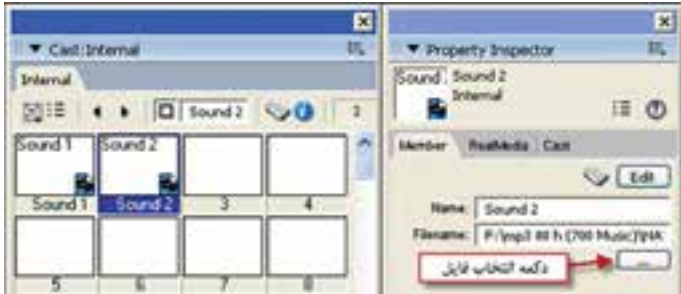 Cast:Internal
Internal
Sound 2
1
Sound 1
Sound 2
Sound 1
Sound 2
3
4
5
6
7
8
Property Inspector
Sound
Sound 2
Internal
Member
RealMedia
Cast
Edit
Name:
Sound 2
Filename:
...
دکمه انتخاب فایل